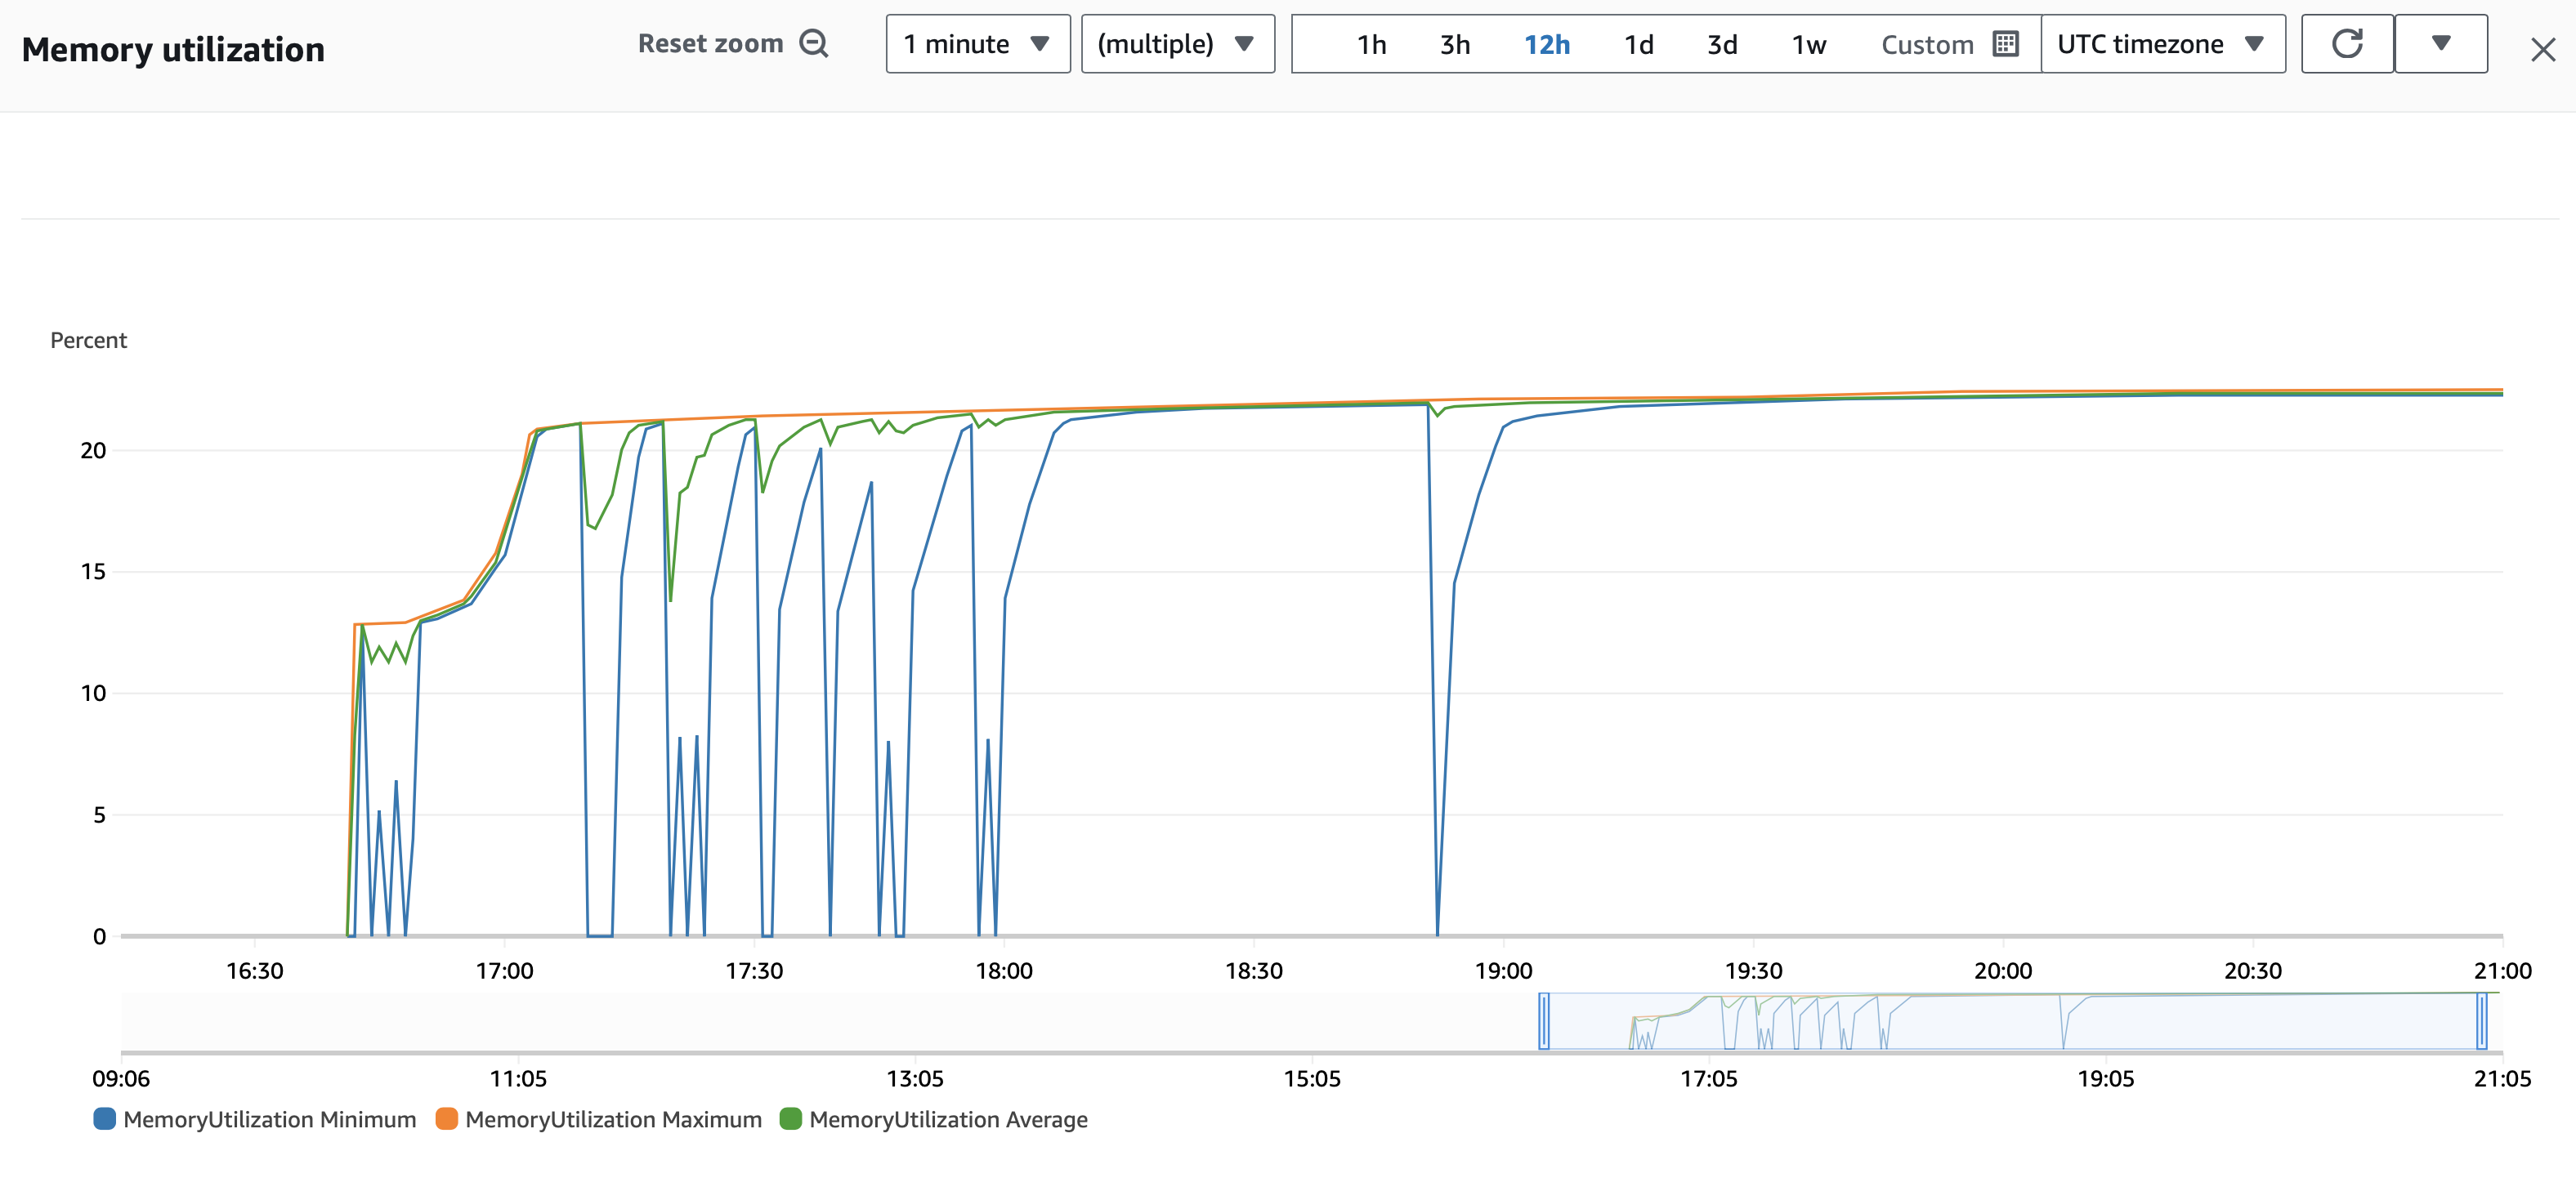 Memory utilization
Reset zoom
1 minute
(multiple)
1h 3h 12h 1d 3d 1w Custom
UTC timezone
Percent
20
15
10
5
0
16:30 17:00 17:30 18:00 18:30 19:00 19:30 20:00 20:30 21:00
09:06 11:05 13:05 15:05 17:05 19:05 21:05
MemoryUtilization Minimum MemoryUtilization Maximum MemoryUtilization Average